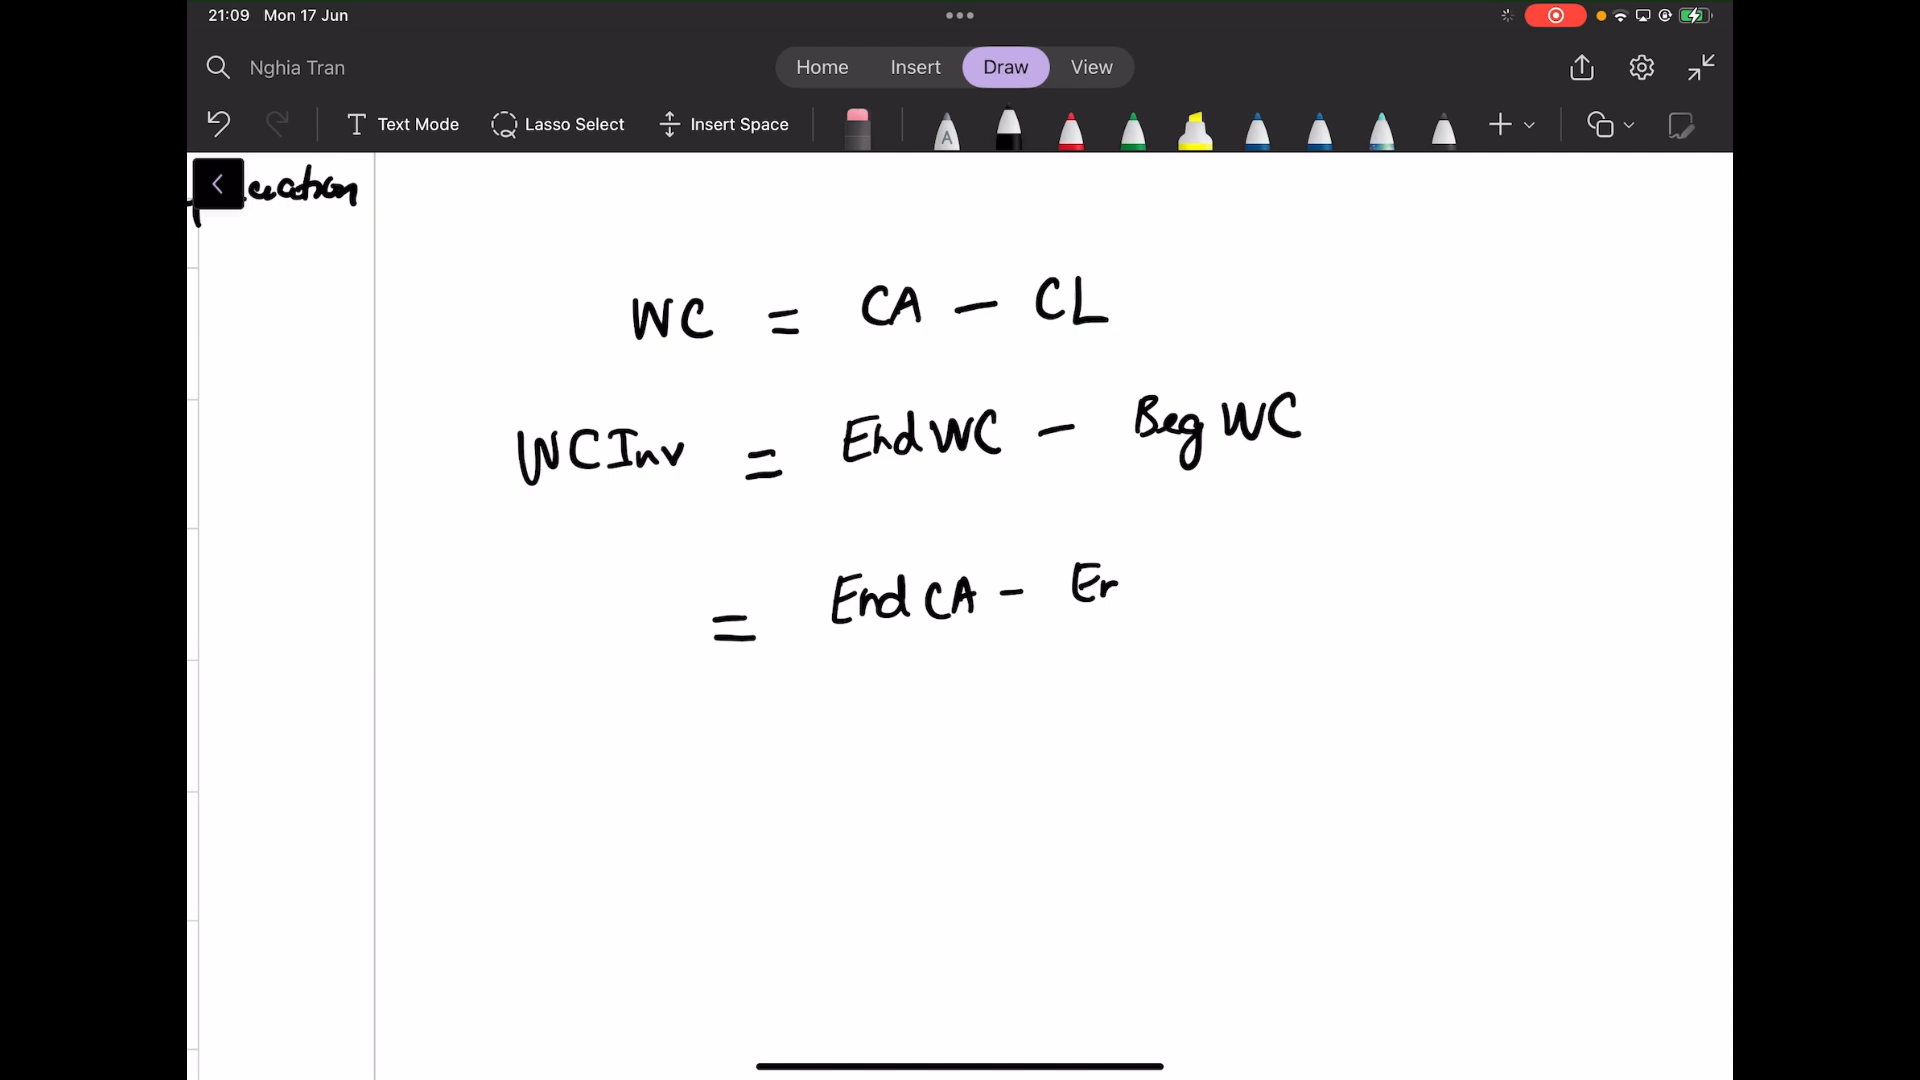 21:09 Mon 17 Jun
Nghia Tran
Home Insert Draw View
Text Mode Lasso Select Insert Space
A
WC = CA - CL
WCInv = End WC - Beg WC
= End CA - En